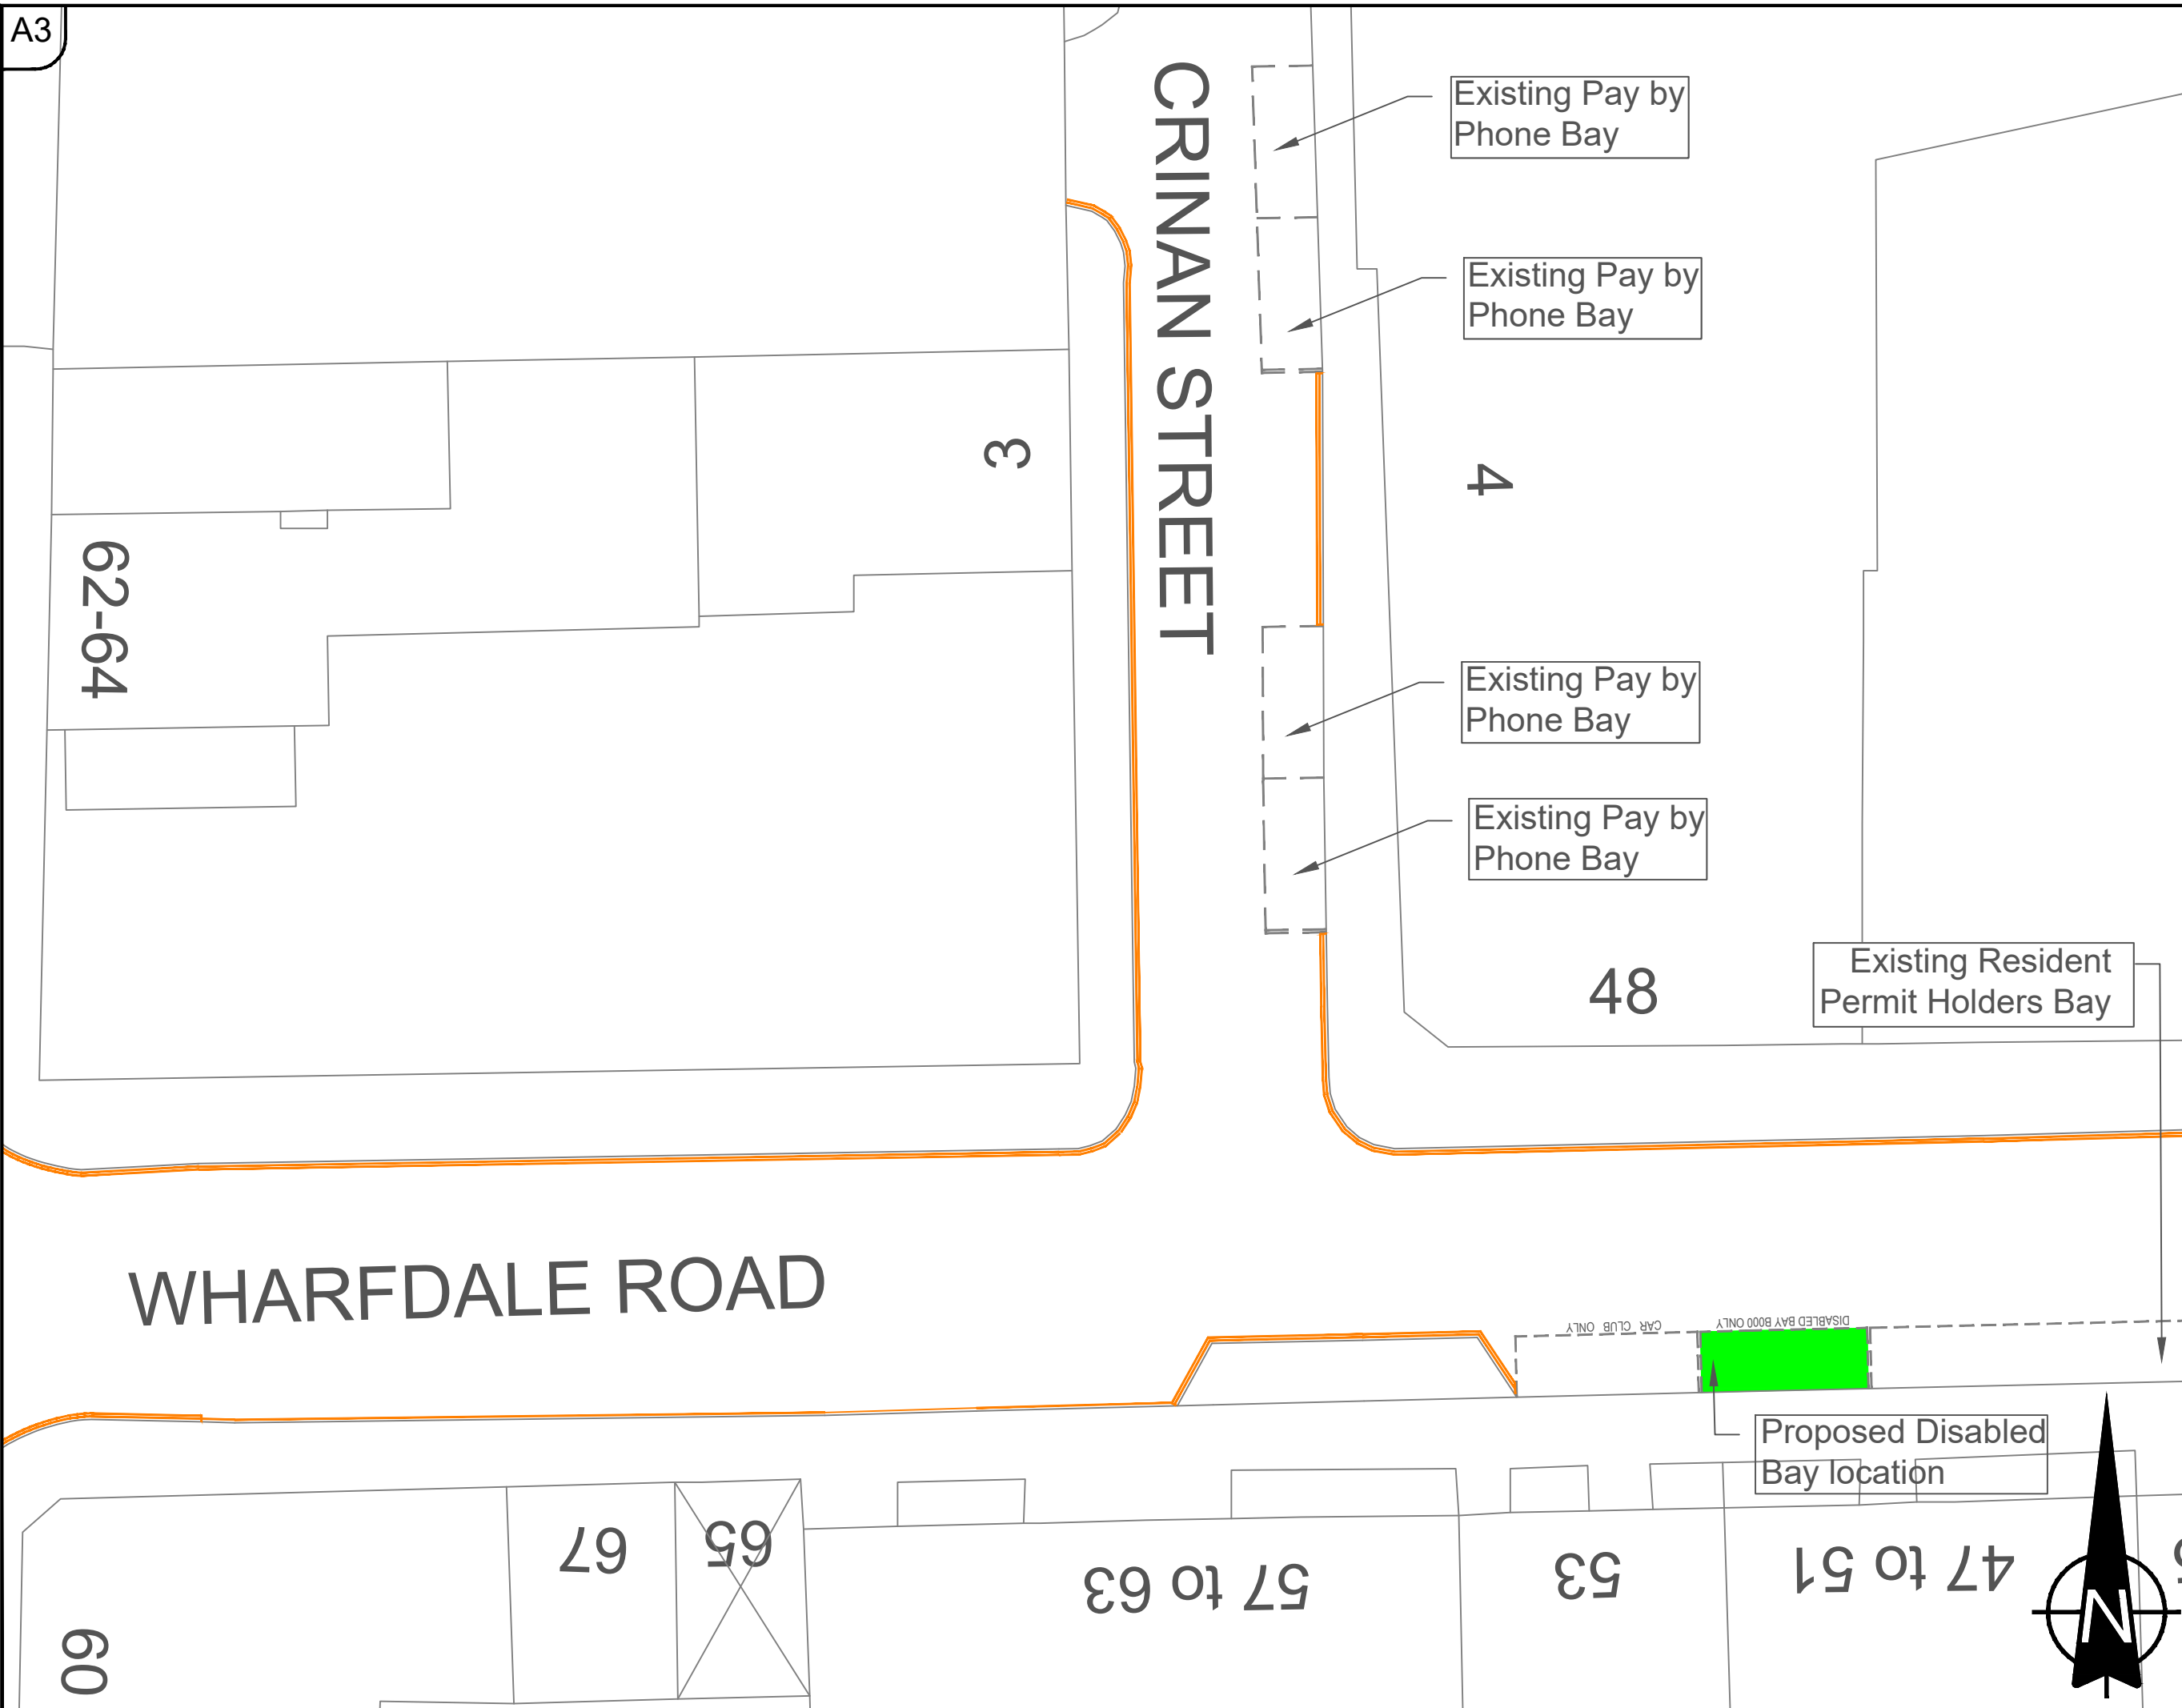 A3
CRINAN STREET
Existing Pay by
Phone Bay
Existing Pay by
Phone Bay
3
4
62-64
Existing Pay by
Phone Bay
Existing Pay by
Phone Bay
48
Existing Resident
Permit Holders Bay
WHARFDALE ROAD
CAR CLUB ONLY
DISABLED BAY B000 ONLY
Proposed Disabled
Bay location
67
65
57 to 63
53
47 to 51
60
N